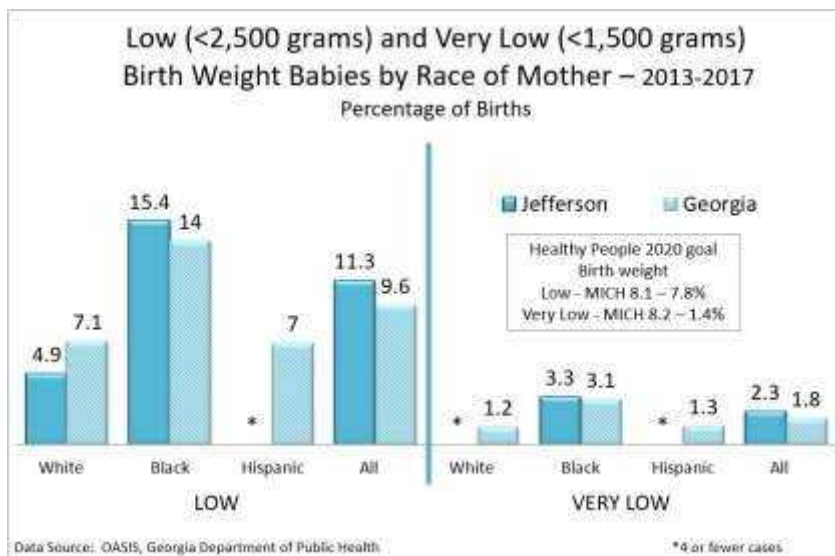 Low (<2,500 grams) and Very Low (<1,500 grams)
Birth Weight Babies by Race of Mother – 2013-2017
Percentage of Births
Jefferson Georgia
Healthy People 2020 goal
Birth weight
Low - MICH 8.1 – 7.8%
Very Low - MICH 8.2 – 1.4%
4.9 7.1 15.4 14 * 7 11.3 9.6
* 1.2 3.3 3.1 * 1.3 2.3 1.8
White Black Hispanic All White Black Hispanic All
LOW VERY LOW
Data Source: OASIS, Georgia Department of Public Health *4 or fewer cases